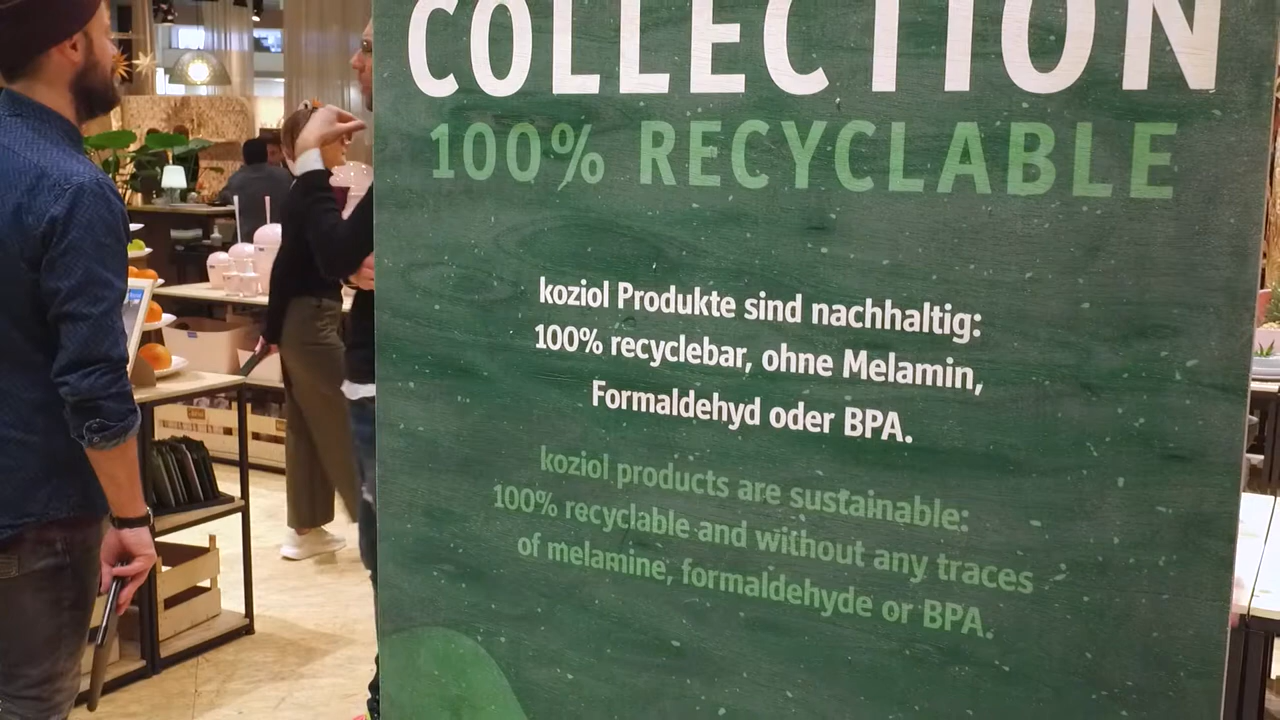 COLLECTION
100% RECYCLABLE
koziol Produkte sind nachhaltig:
100% recyclebar, ohne Melamin,
Formaldehyd oder BPA.
koziol products are sustainable:
100% recyclable and without any traces
of melamine, formaldehyde or BPA.